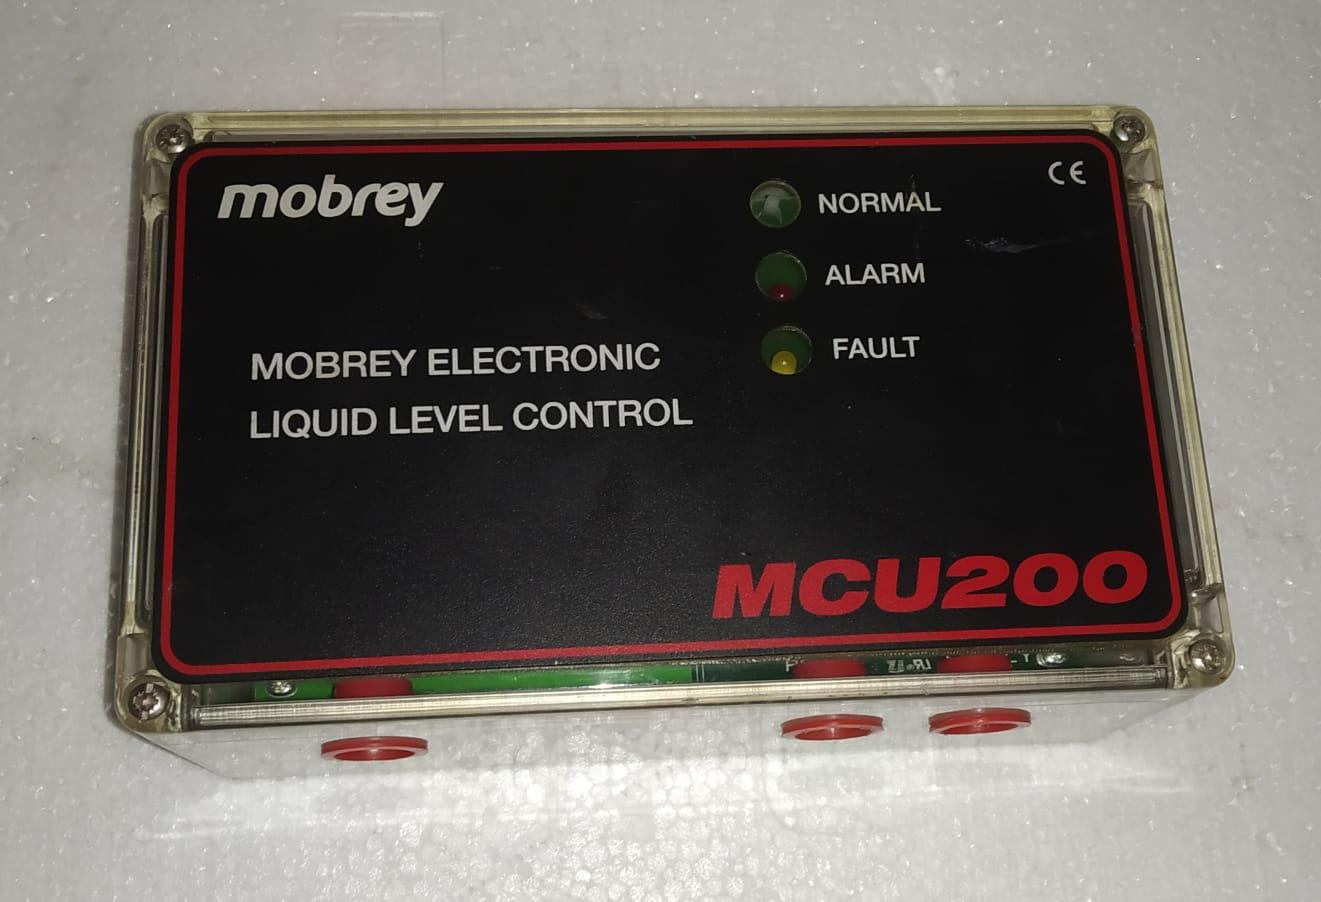 mobrey
CE
NORMAL
ALARM
FAULT
MOBREY ELECTRONIC
LIQUID LEVEL CONTROL
MCU200